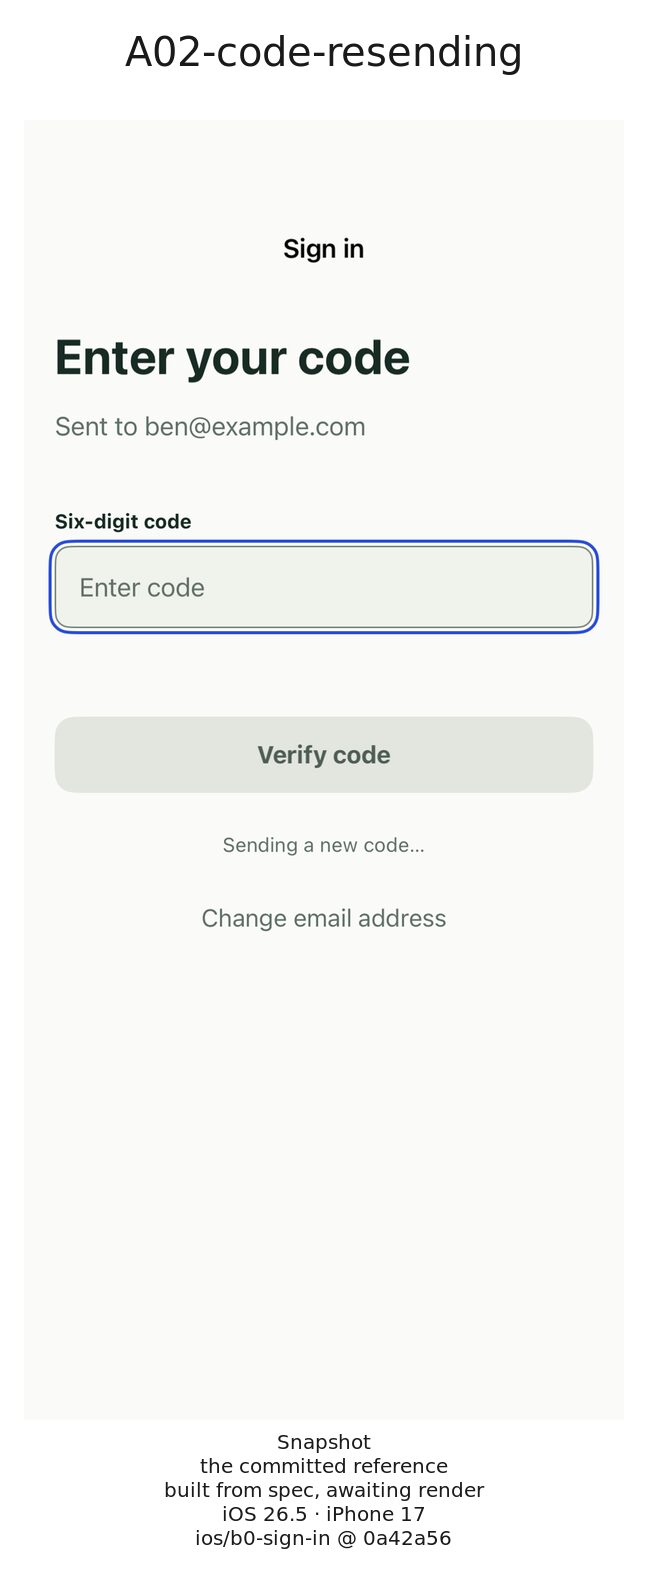 A02-code-resending
Sign in
Enter your code
Sent to ben@example.com
Six-digit code
Enter code
Verify code
Sending a new code…
Change email address
Snapshot
the committed reference
built from spec, awaiting render
iOS 26.5 · iPhone 17
ios/b0-sign-in @ 0a42a56